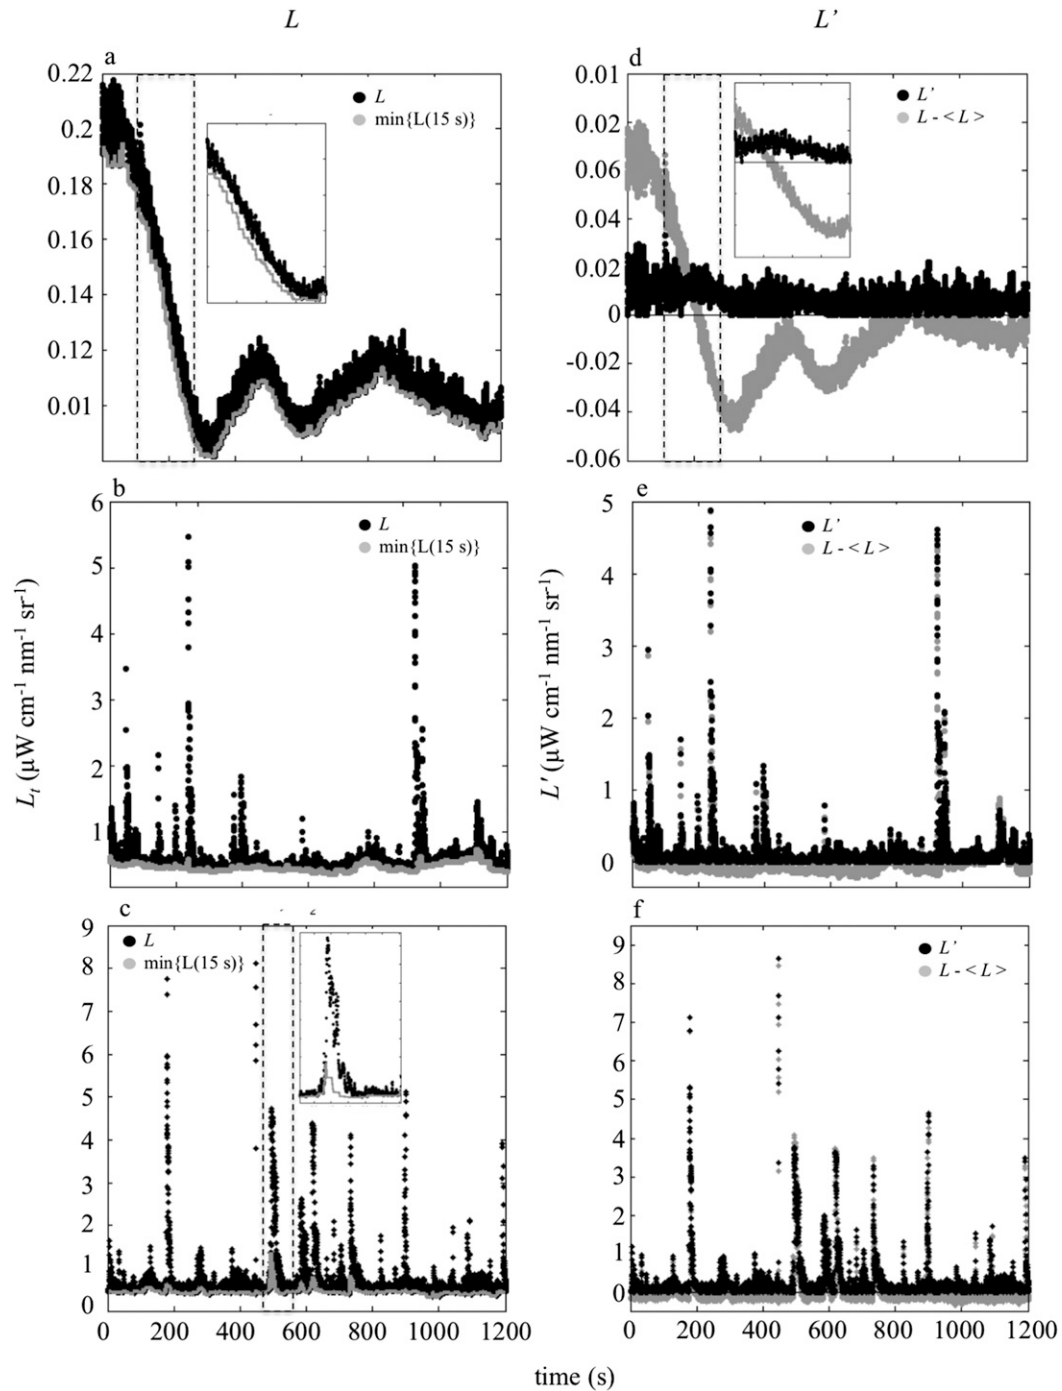 L
L’
a
0.22
0.2
0.18
0.16
0.14
0.12
0.01
L
min{L(15 s)}
d
0.01
0.02
0.06
0.04
0.02
0
-0.02
-0.04
-0.06
L’
L - < L >
b
6
5
4
3
2
1
L
min{L(15 s)}
e
5
4
3
2
1
0
L’
L - < L >
Lt (µW cm-1 nm-1 sr-1)
L’ (µW cm-1 nm-1 sr-1)
c
9
8
7
6
5
4
3
2
1
0
L
min{L(15 s)}
f
9
8
7
6
5
4
3
2
1
0
L’
L - < L >
0 200 400 600 800 1000 1200
0 200 400 600 800 1000 1200
time (s)